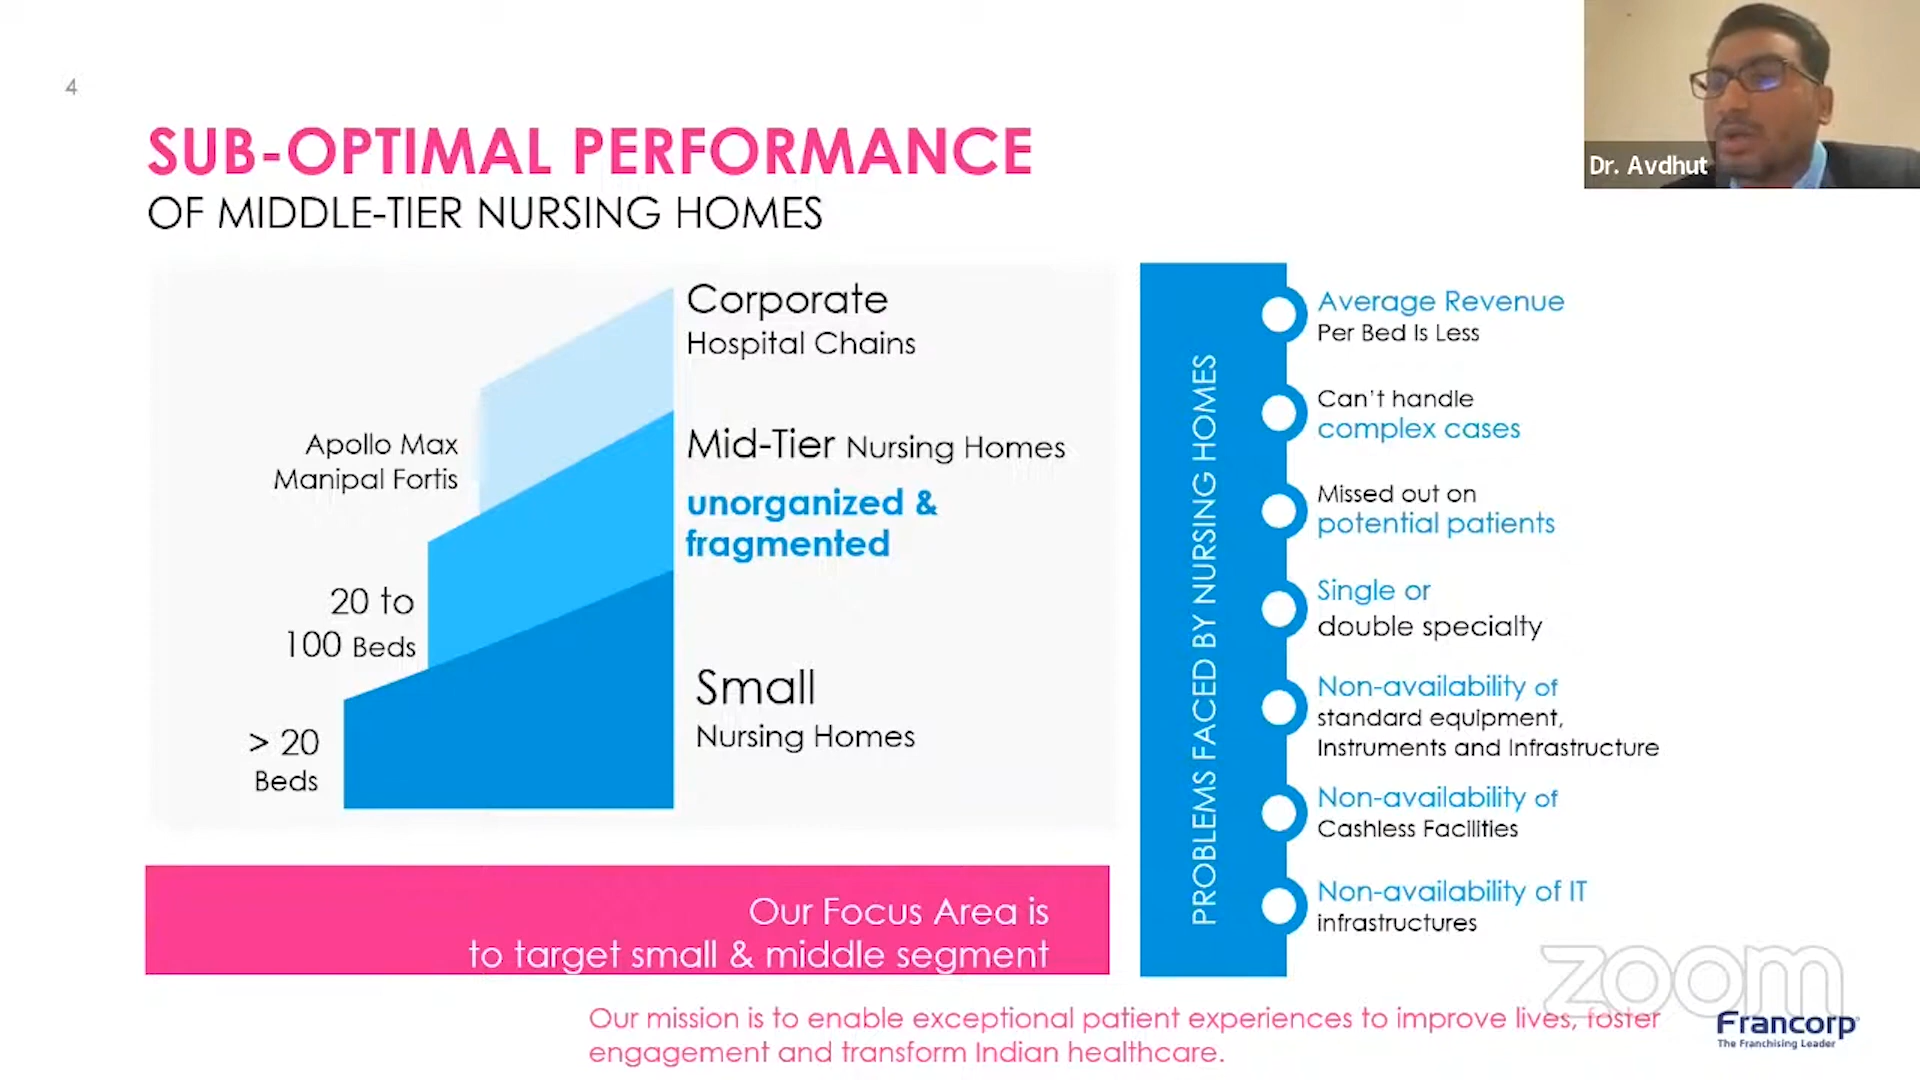 4
SUB-OPTIMAL PERFORMANCE
OF MIDDLE-TIER NURSING HOMES
Dr. Avdhut
Corporate
Hospital Chains
Apollo Max
Manipal Fortis
Mid-Tier Nursing Homes
unorganized &
fragmented
20 to
100 Beds
Small
Nursing Homes
> 20
Beds
Our Focus Area is
to target small & middle segment
PROBLEMS FACED BY NURSING HOMES
Average Revenue
Per Bed Is Less
Can't handle
complex cases
Missed out on
potential patients
Single or
double specialty
Non-availability of
standard equipment,
Instruments and Infrastructure
Non-availability of
Cashless Facilities
Non-availability of IT
infrastructures
zoom
Our mission is to enable exceptional patient experiences to improve lives, foster
engagement and transform Indian healthcare.
Francorp
The Franchising Leader